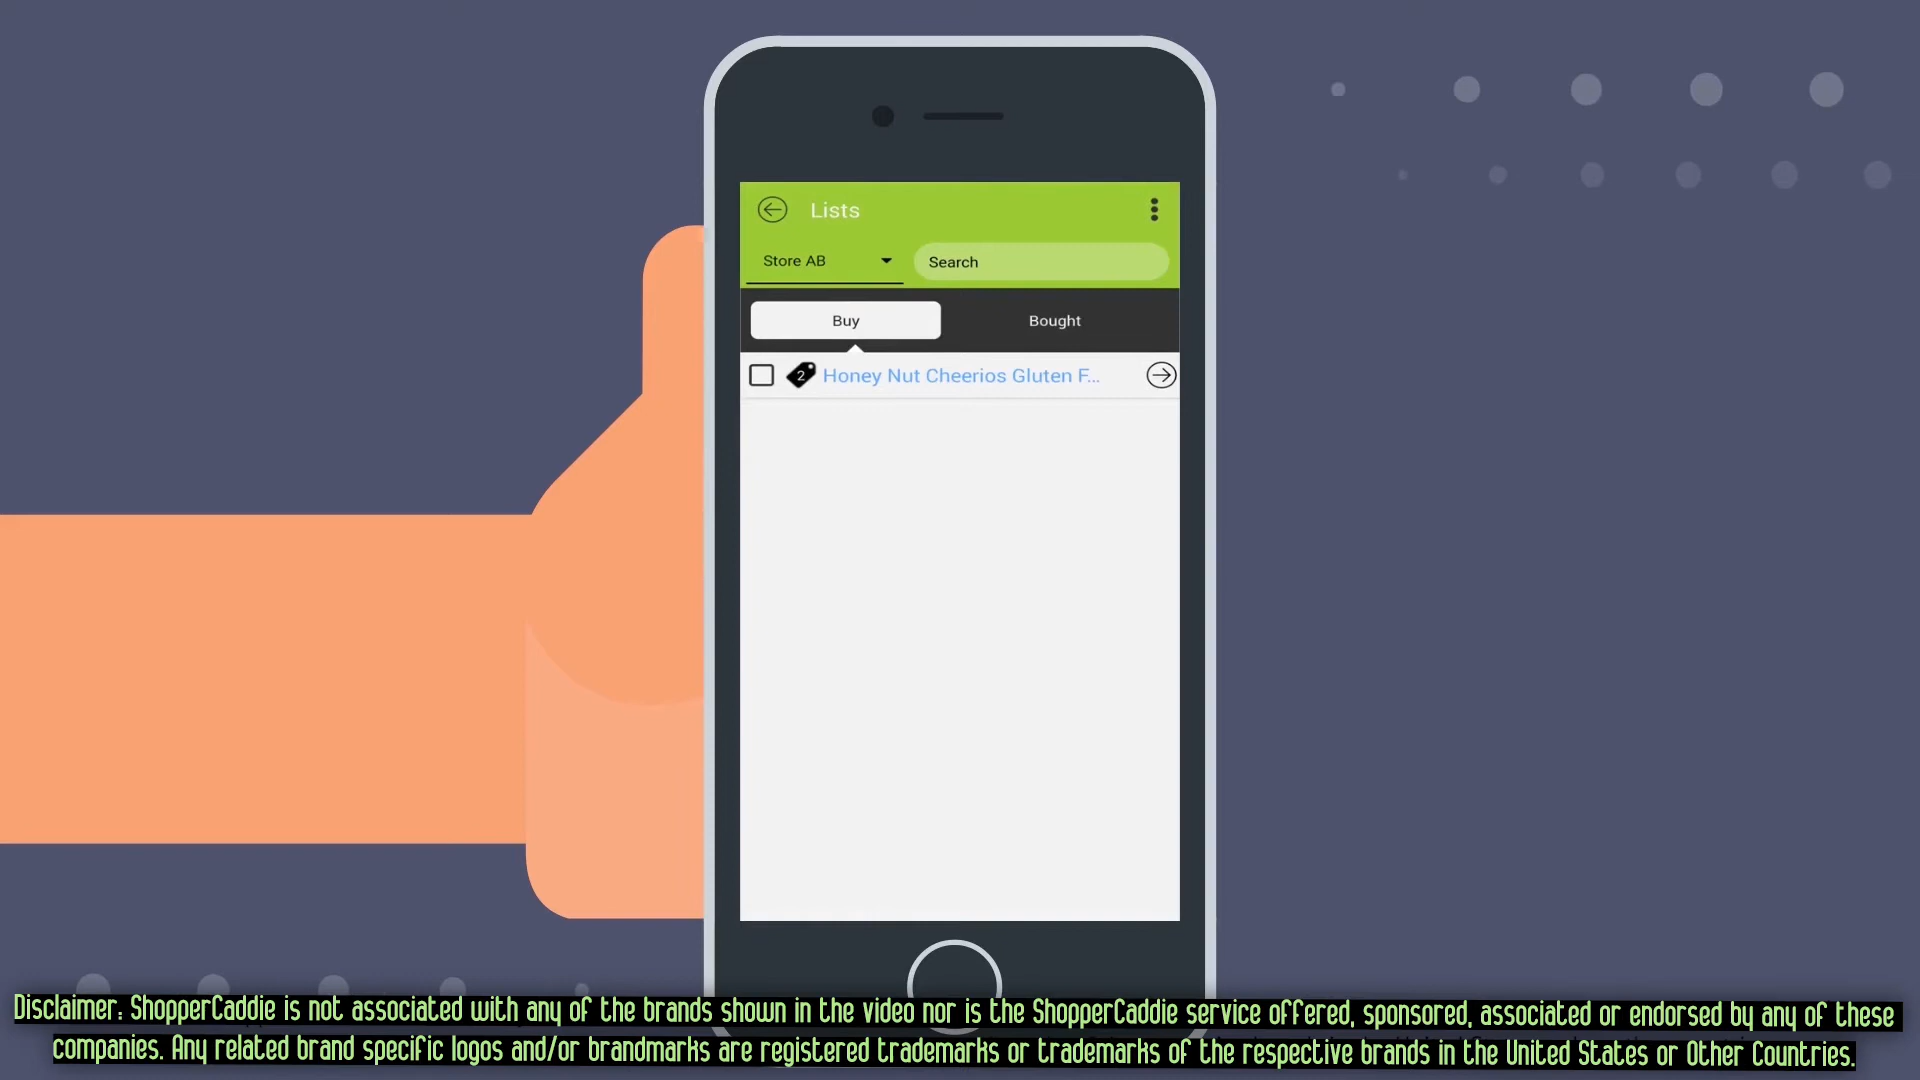 Lists
Store AB
Search
Buy
Bought
2
Honey Nut Cheerios Gluten F...
Disclaimer: ShopperCaddie is not associated with any of the brands shown in the video nor is the ShopperCaddie service offered, sponsored, associated or endorsed by any of these
companies. Any related brand specific logos and/or brandmarks are registered trademarks or trademarks of the respective brands in the United States or Other Countries.